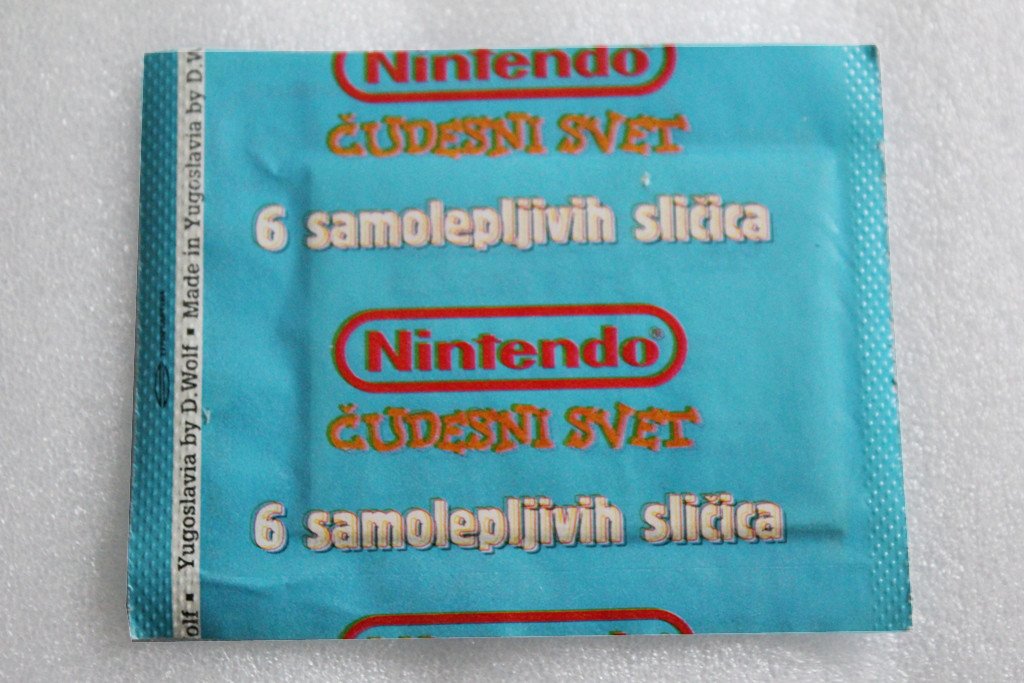 Nintendo
ČUDESNI SVET
6 samolepljivih sličica
Nintendo®
ČUDESNI SVET
6 samolepljivih sličica
olf ▪ Yugoslavia by D.Wolf ▪ Made in Yugoslavia by D.W